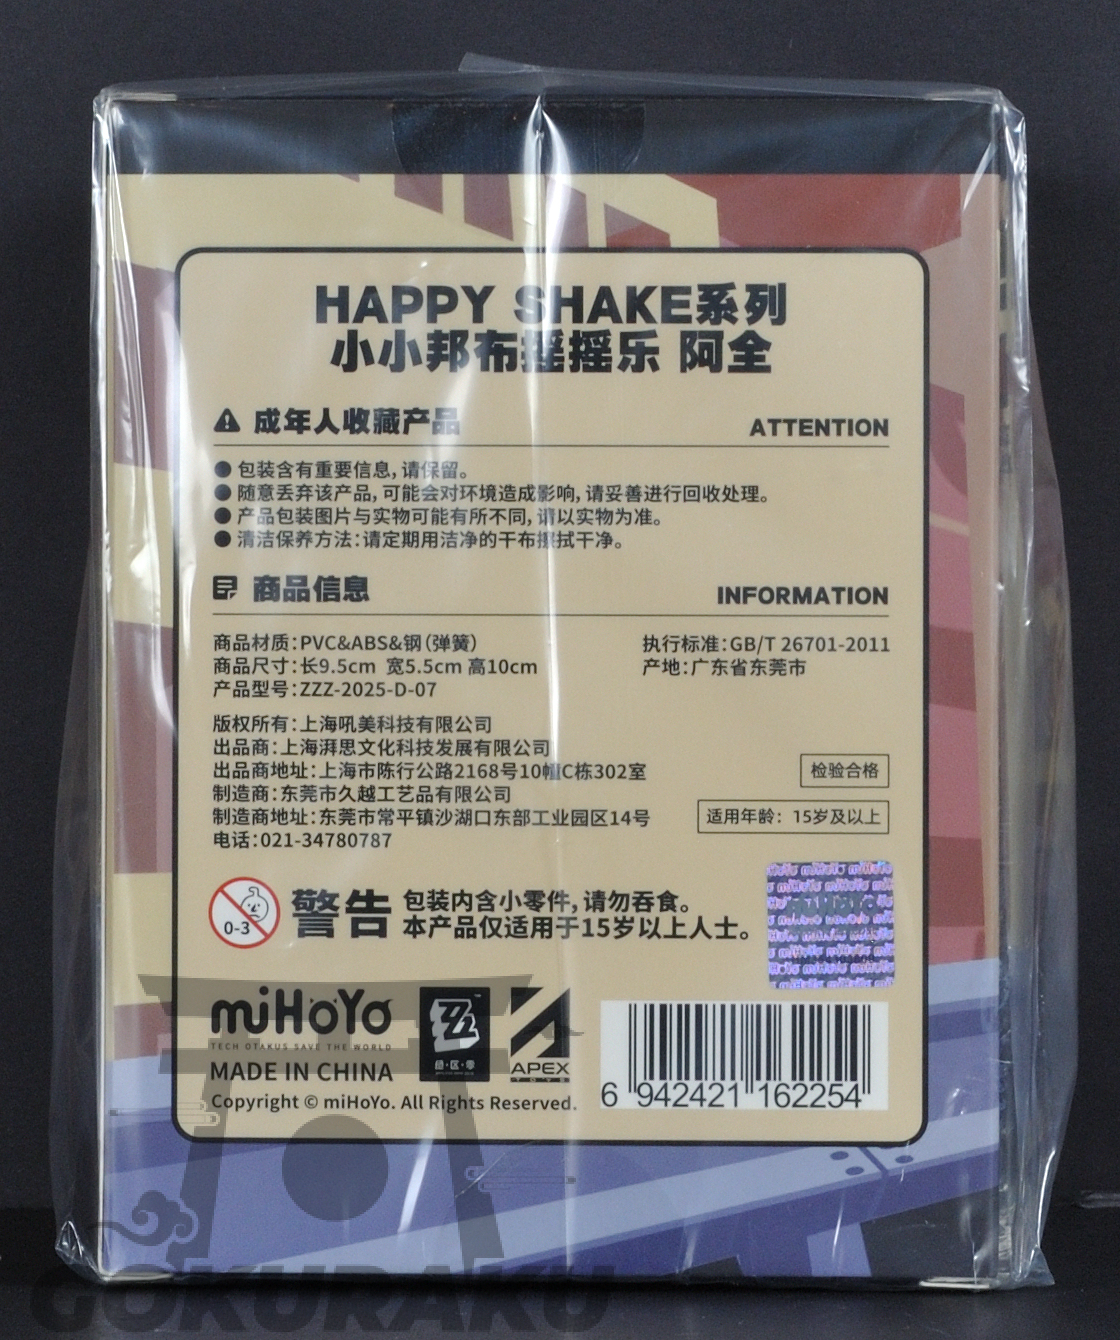 HAPPY SHAKE系列
小小邦布摇摇乐 阿全
成年人收藏产品
ATTENTION
● 包装含有重要信息,请保留。
● 随意丢弃该产品,可能会对环境造成影响,请妥善进行回收处理。
● 产品包装图片与实物可能有所不同,请以实物为准。
● 清洁保养方法:请定期用洁净的干布擦拭干净。
商品信息
INFORMATION
商品材质:PVC&ABS&钢(弹簧)
商品尺寸:长9.5cm 宽5.5cm 高10cm
产品型号:ZZZ-2025-D-07
执行标准:GB/T 26701-2011
产地:广东省东莞市
版权所有:上海吼美科技有限公司
出品商:上海湃思文化科技发展有限公司
出品商地址:上海市陈行公路2168号10幢C栋302室
制造商:东莞市久越工艺品有限公司
制造商地址:东莞市常平镇沙湖口东部工业园区14号
电话:021-34780787
检验合格
适用年龄: 15岁及以上
0-3
警告
包装内含小零件,请勿吞食。
本产品仅适用于15岁以上人士。
miHoYo
miHoYo
TECH OTAKUS SAVE THE WORLD
MADE IN CHINA
Copyright © miHoYo. All Rights Reserved.
ZZZ
绝·区·零
APEX
TOYS
6 942421 162254
GOKURAKU